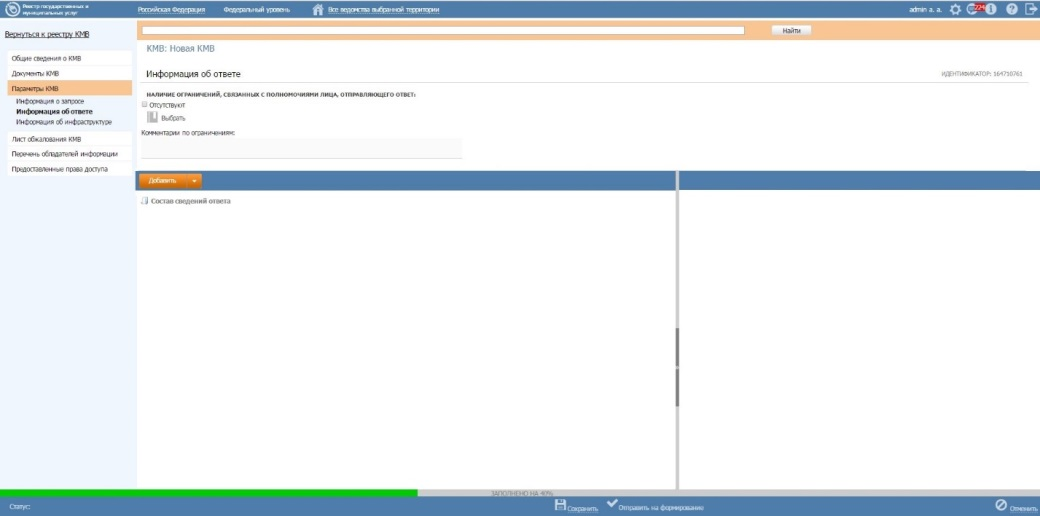 Реестр государственных и
муниципальных услуг
Российская Федерация Федеральный уровень Все ведомства выбранной территории admin a. a.
Вернуться к реестру КМВ
Найти
КМВ: Новая КМВ
Общие сведения о КМВ
Документы КМВ
Параметры КМВ
Информация о запросе
Информация об ответе
Информация об инфраструктуре
Лист обжалования КМВ
Перечень обладателей информации
Предоставленные права доступа
Информация об ответе
ИДЕНТИФИКАТОР: 164710761
НАЛИЧИЕ ОГРАНИЧЕНИЙ, СВЯЗАННЫХ С ПОЛНОМОЧИЯМИ ЛИЦА, ОТПРАВЛЯЮЩЕГО ОТВЕТ:
Отсутствуют
Выбрать
Комментарии по ограничениям:
Добавить
Состав сведений ответа
ЗАПОЛНЕНО НА 40%
Статус: Сохранить Отправить на формирование Отменить